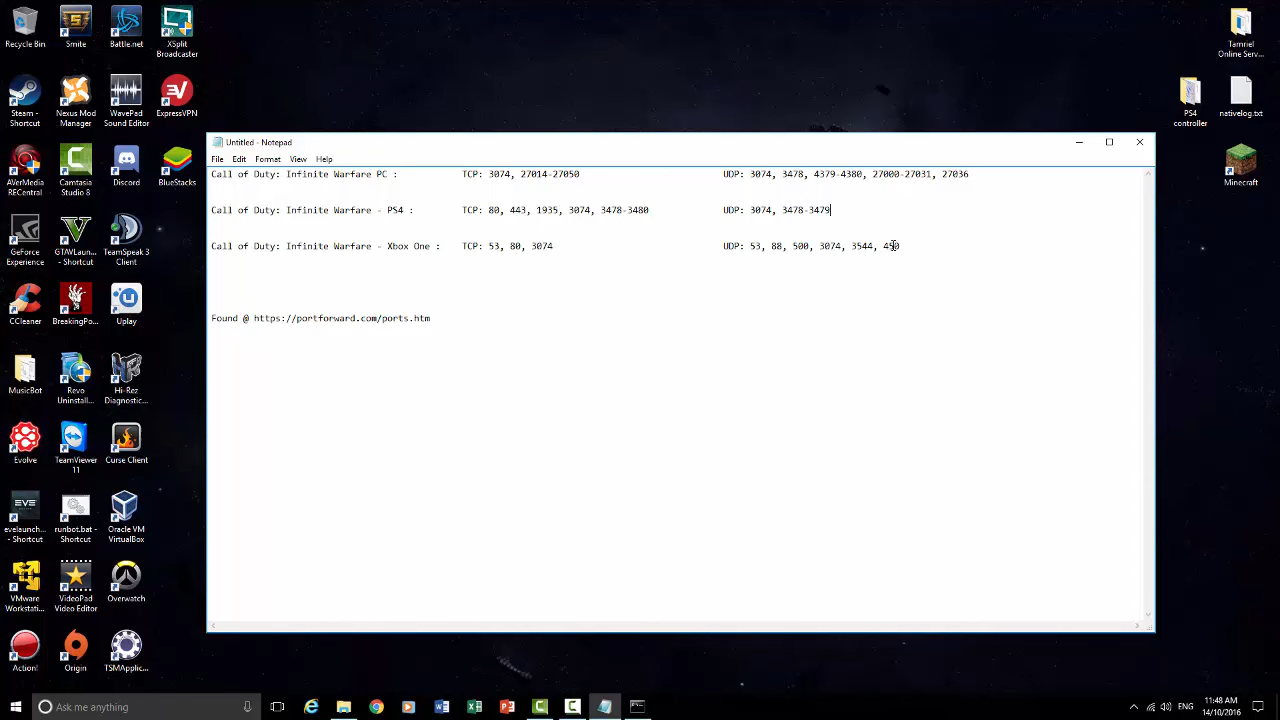 Recycle Bin
Smite
Battle.net
XSplit Broadcaster
Steam - Shortcut
Nexus Mod Manager
WavePad Sound Editor
ExpressVPN
AVerMedia RECentral
Camtasia Studio 8
Discord
BlueStacks
GeForce Experience
GTAVLaun... - Shortcut
TeamSpeak 3 Client
CCleaner
BreakingPo...
Uplay
MusicBot
Revo Uninstall...
Hi-Rez Diagnostic...
Evolve
TeamViewer 11
Curse Client
evelaunch... - Shortcut
runbot.bat - Shortcut
Oracle VM VirtualBox
VMware Workstati...
VideoPad Video Editor
Overwatch
Action!
Origin
TSMApplic...
Tamriel Online Serv...
PS4 controller
nativelog.txt
Minecraft
Untitled - Notepad
File Edit Format View Help
Call of Duty: Infinite Warfare PC : TCP: 3074, 27014-27050 UDP: 3074, 3478, 4379-4380, 27000-27031, 27036
Call of Duty: Infinite Warfare - PS4 : TCP: 80, 443, 1935, 3074, 3478-3480 UDP: 3074, 3478-3479
Call of Duty: Infinite Warfare - Xbox One : TCP: 53, 80, 3074 UDP: 53, 88, 500, 3074, 3544,
Found @ https://portforward.com/ports.htm
Ask me anything
11:48 AM
14/10/2016